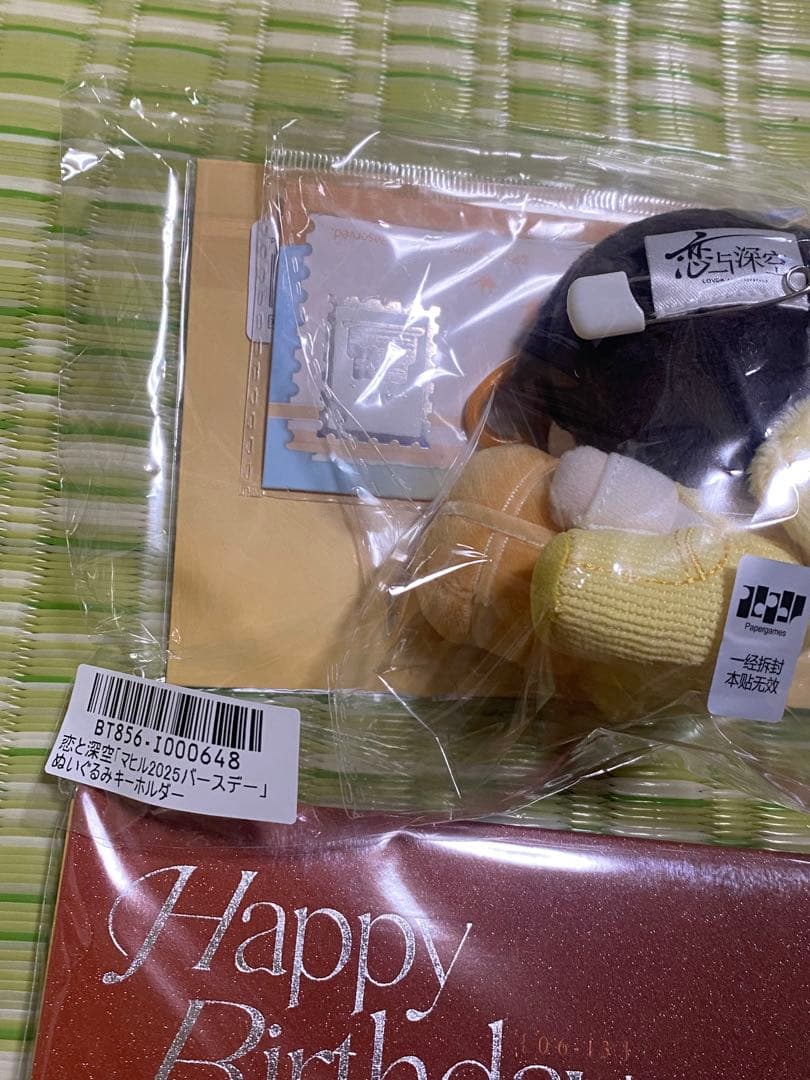 恋与深空
Papergames
一经拆封
本贴无效
BT856-I000648
恋と深空「マヒル2025バースデー」
ぬいぐるみキーホルダー
Happy
Birthday
{06.13}